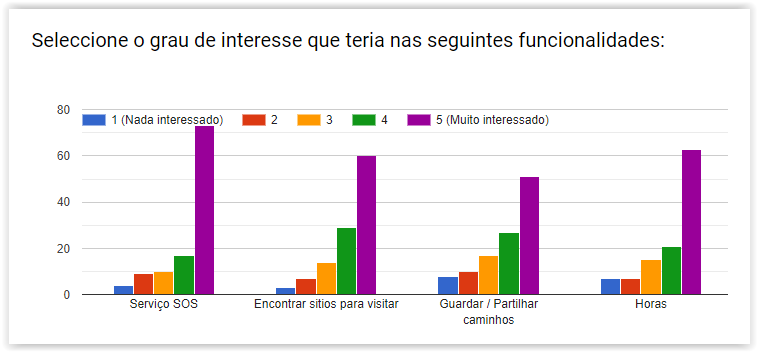 Seleccione o grau de interesse que teria nas seguintes funcionalidades:
80
1 (Nada interessado) 2 3 4 5 (Muito interessado)
60
40
20
0
Serviço SOS Encontrar sitios para visitar Guardar / Partilhar Horas
caminhos